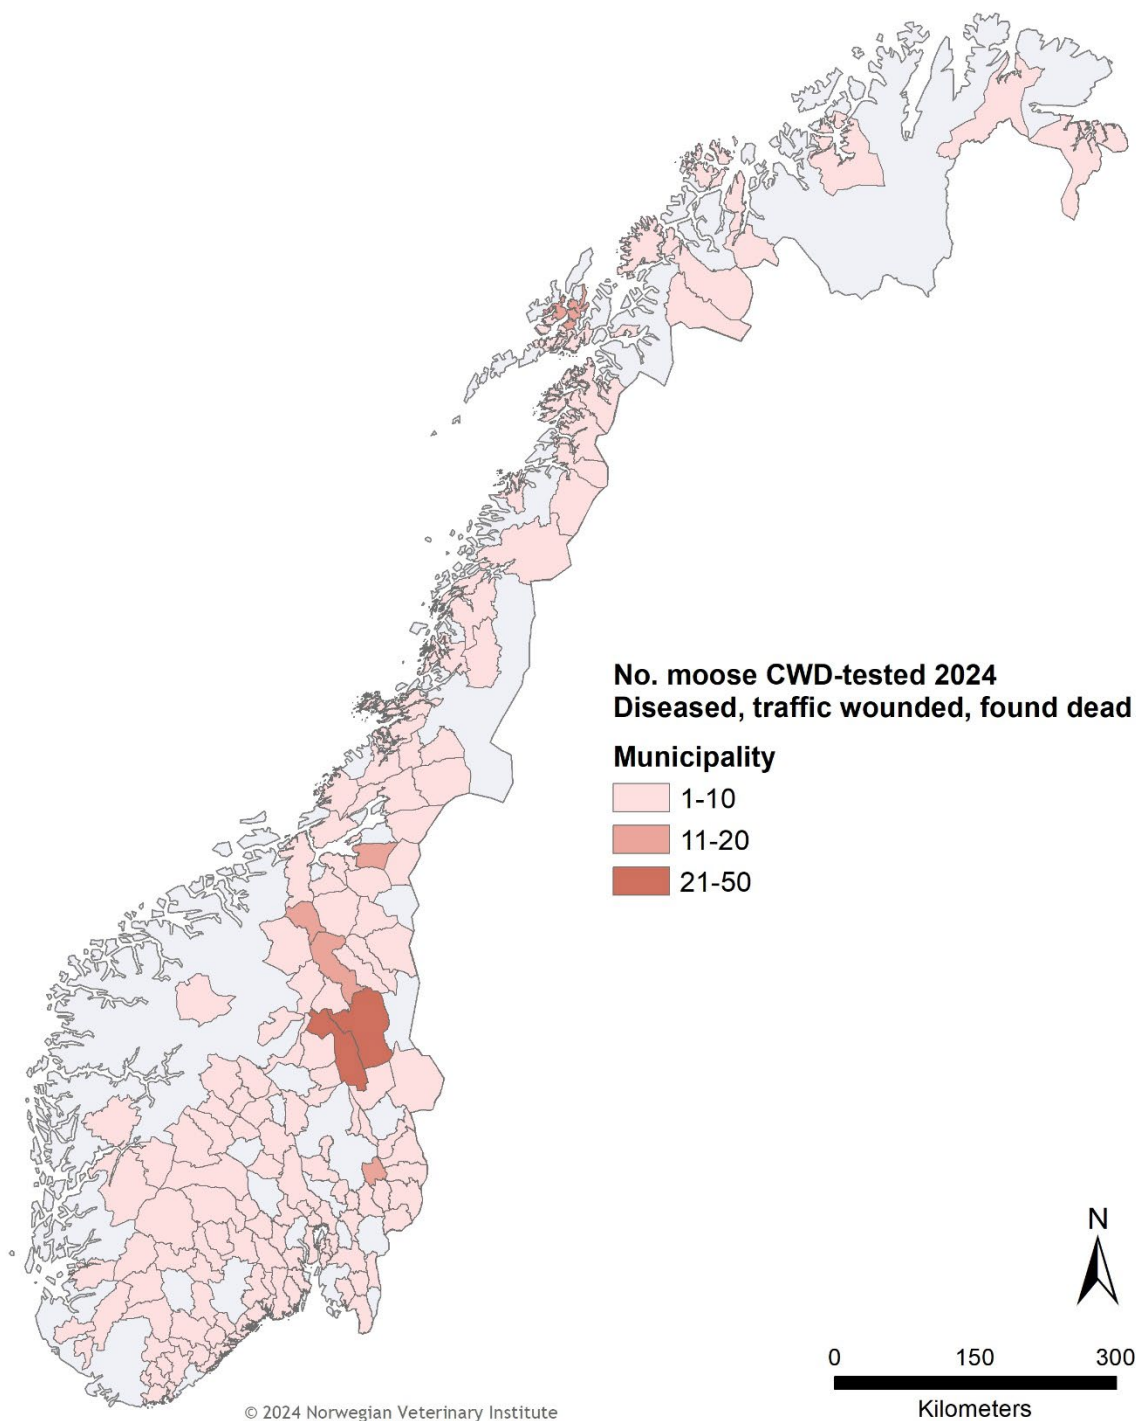 No. moose CWD-tested 2024
Diseased, traffic wounded, found dead
Municipality
1-10
11-20
21-50
N
0 150 300
Kilometers
© 2024 Norwegian Veterinary Institute